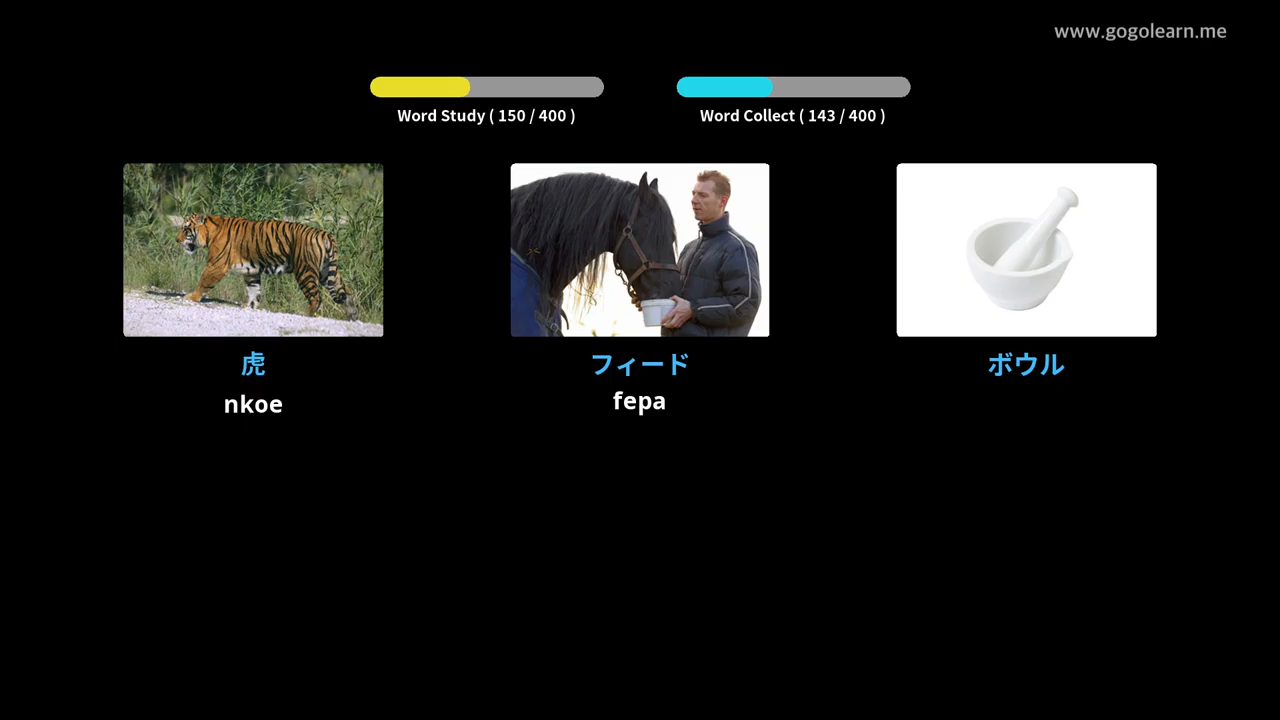 www.gogolearn.me
Word Study ( 150 / 400 )
Word Collect ( 143 / 400 )
虎
フィード
ボウル
nkoe
fepa